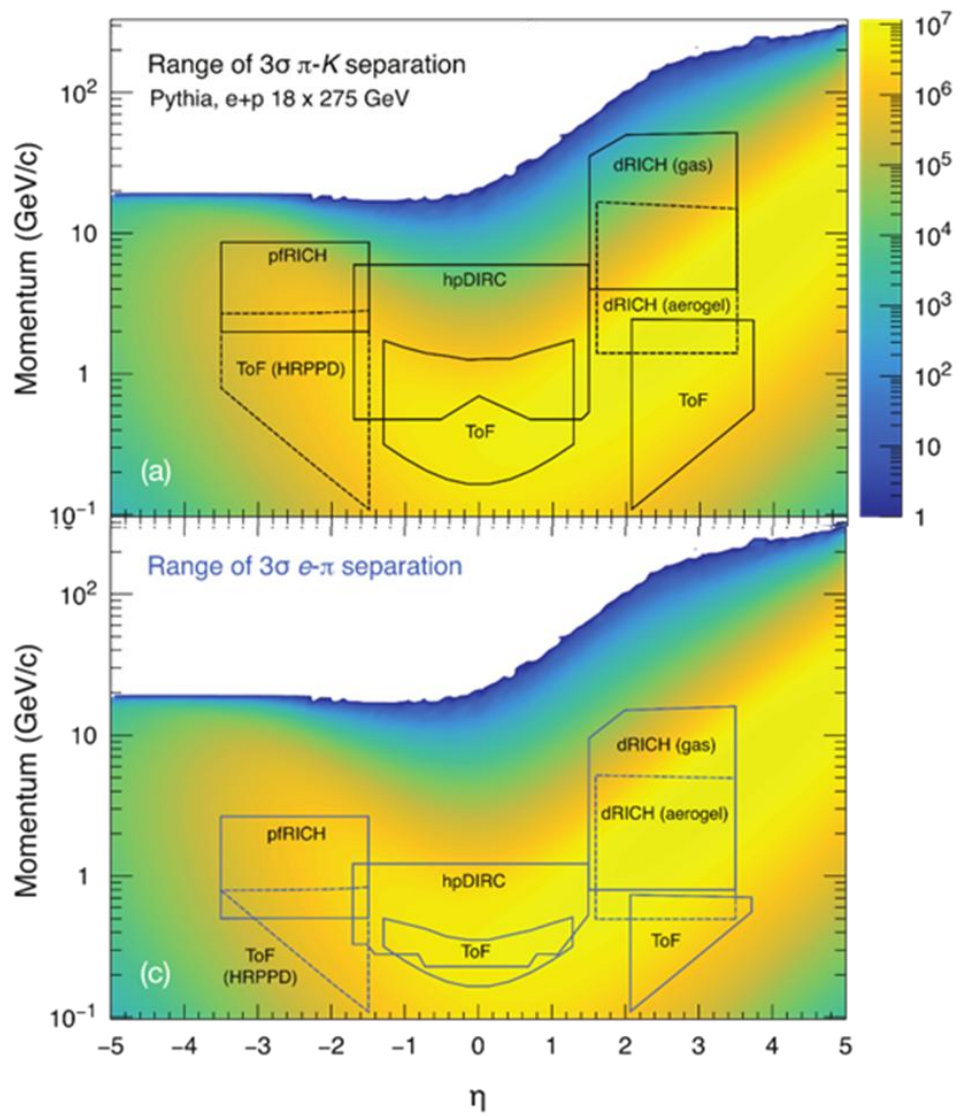 Range of 3σ π-K separation
Pythia, e+p 18 x 275 GeV
dRICH (gas)
pfRICH
hpDIRC
dRICH (aerogel)
ToF (HRPPD)
ToF
ToF
(a)
Momentum (GeV/c)
10²
10
1
10⁻¹
10⁷
10⁶
10⁵
10⁴
10³
10²
10
1
Range of 3σ e-π separation
dRICH (gas)
dRICH (aerogel)
pfRICH
hpDIRC
ToF
ToF
ToF
(HRPPD)
(c)
Momentum (GeV/c)
10²
10
1
10⁻¹
−5 −4 −3 −2 −1 0 1 2 3 4 5
η